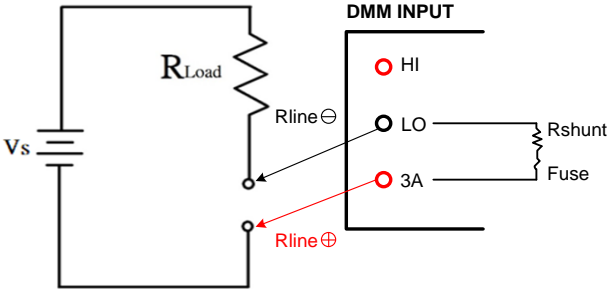 DMM INPUT
RLoad
HI
Rline⊖
LO
Rshunt
Vs
3A
Fuse
Rline⊕